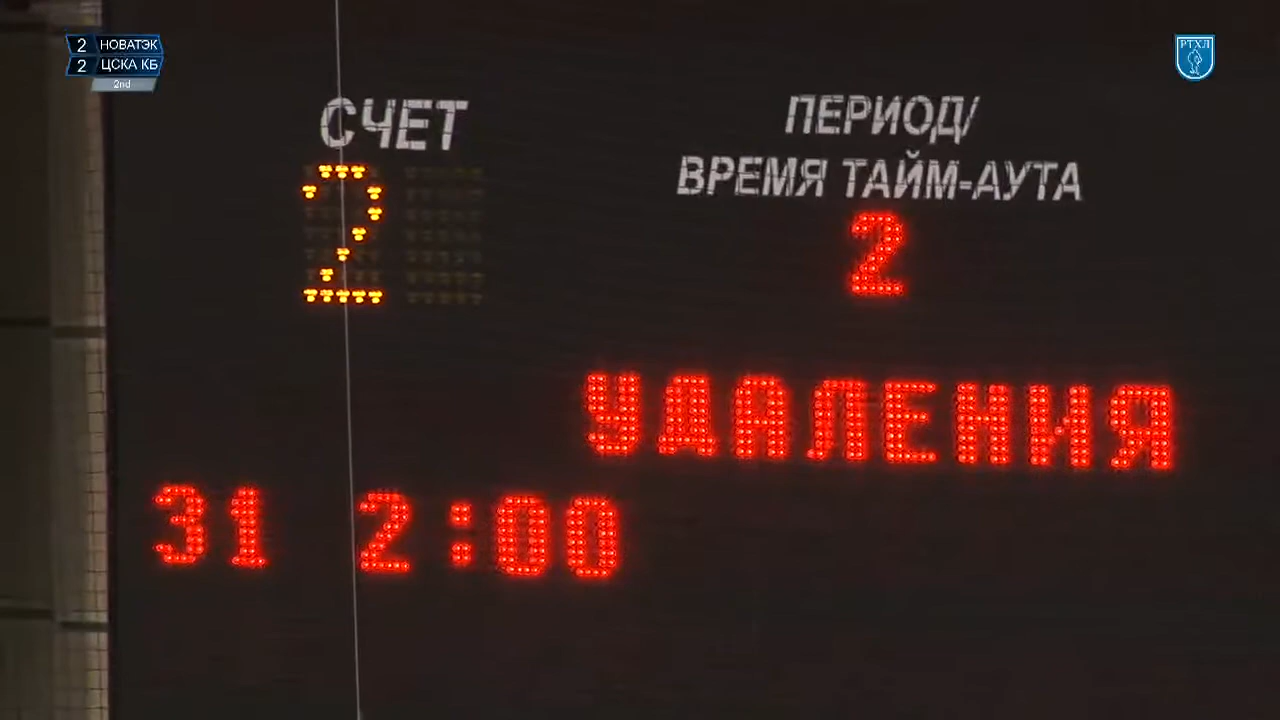 2 НОВАТЭК
2 ЦСКА КБ
2nd
РТХЛ
СЧЕТ
2
ПЕРИОД/
ВРЕМЯ ТАЙМ-АУТА
2
УДАЛЕНИЯ
31 2:00